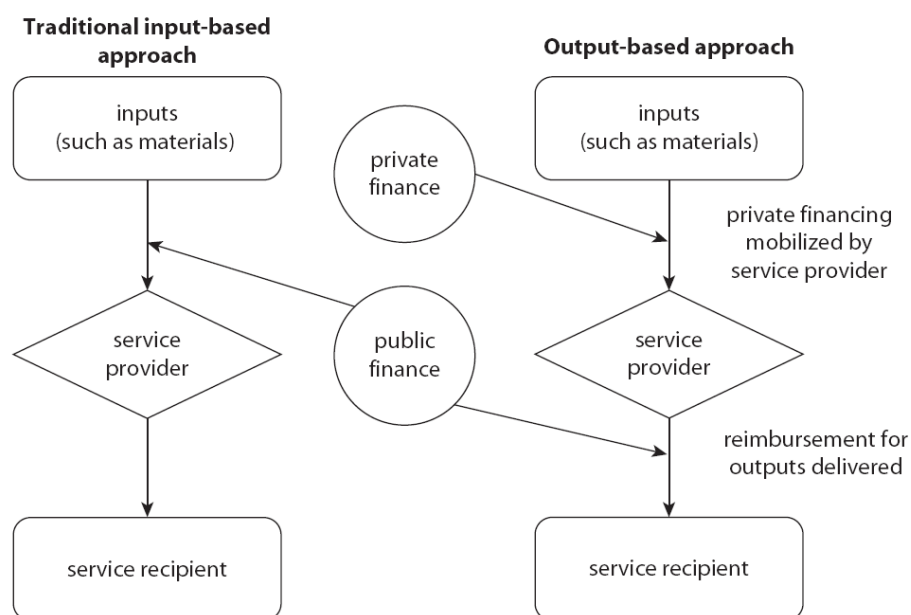 Traditional input-based
approach
inputs
(such as materials)
service
provider
service recipient
private
finance
public
finance
Output-based approach
inputs
(such as materials)
private financing
mobilized by
service provider
service
provider
reimbursement for
outputs delivered
service recipient